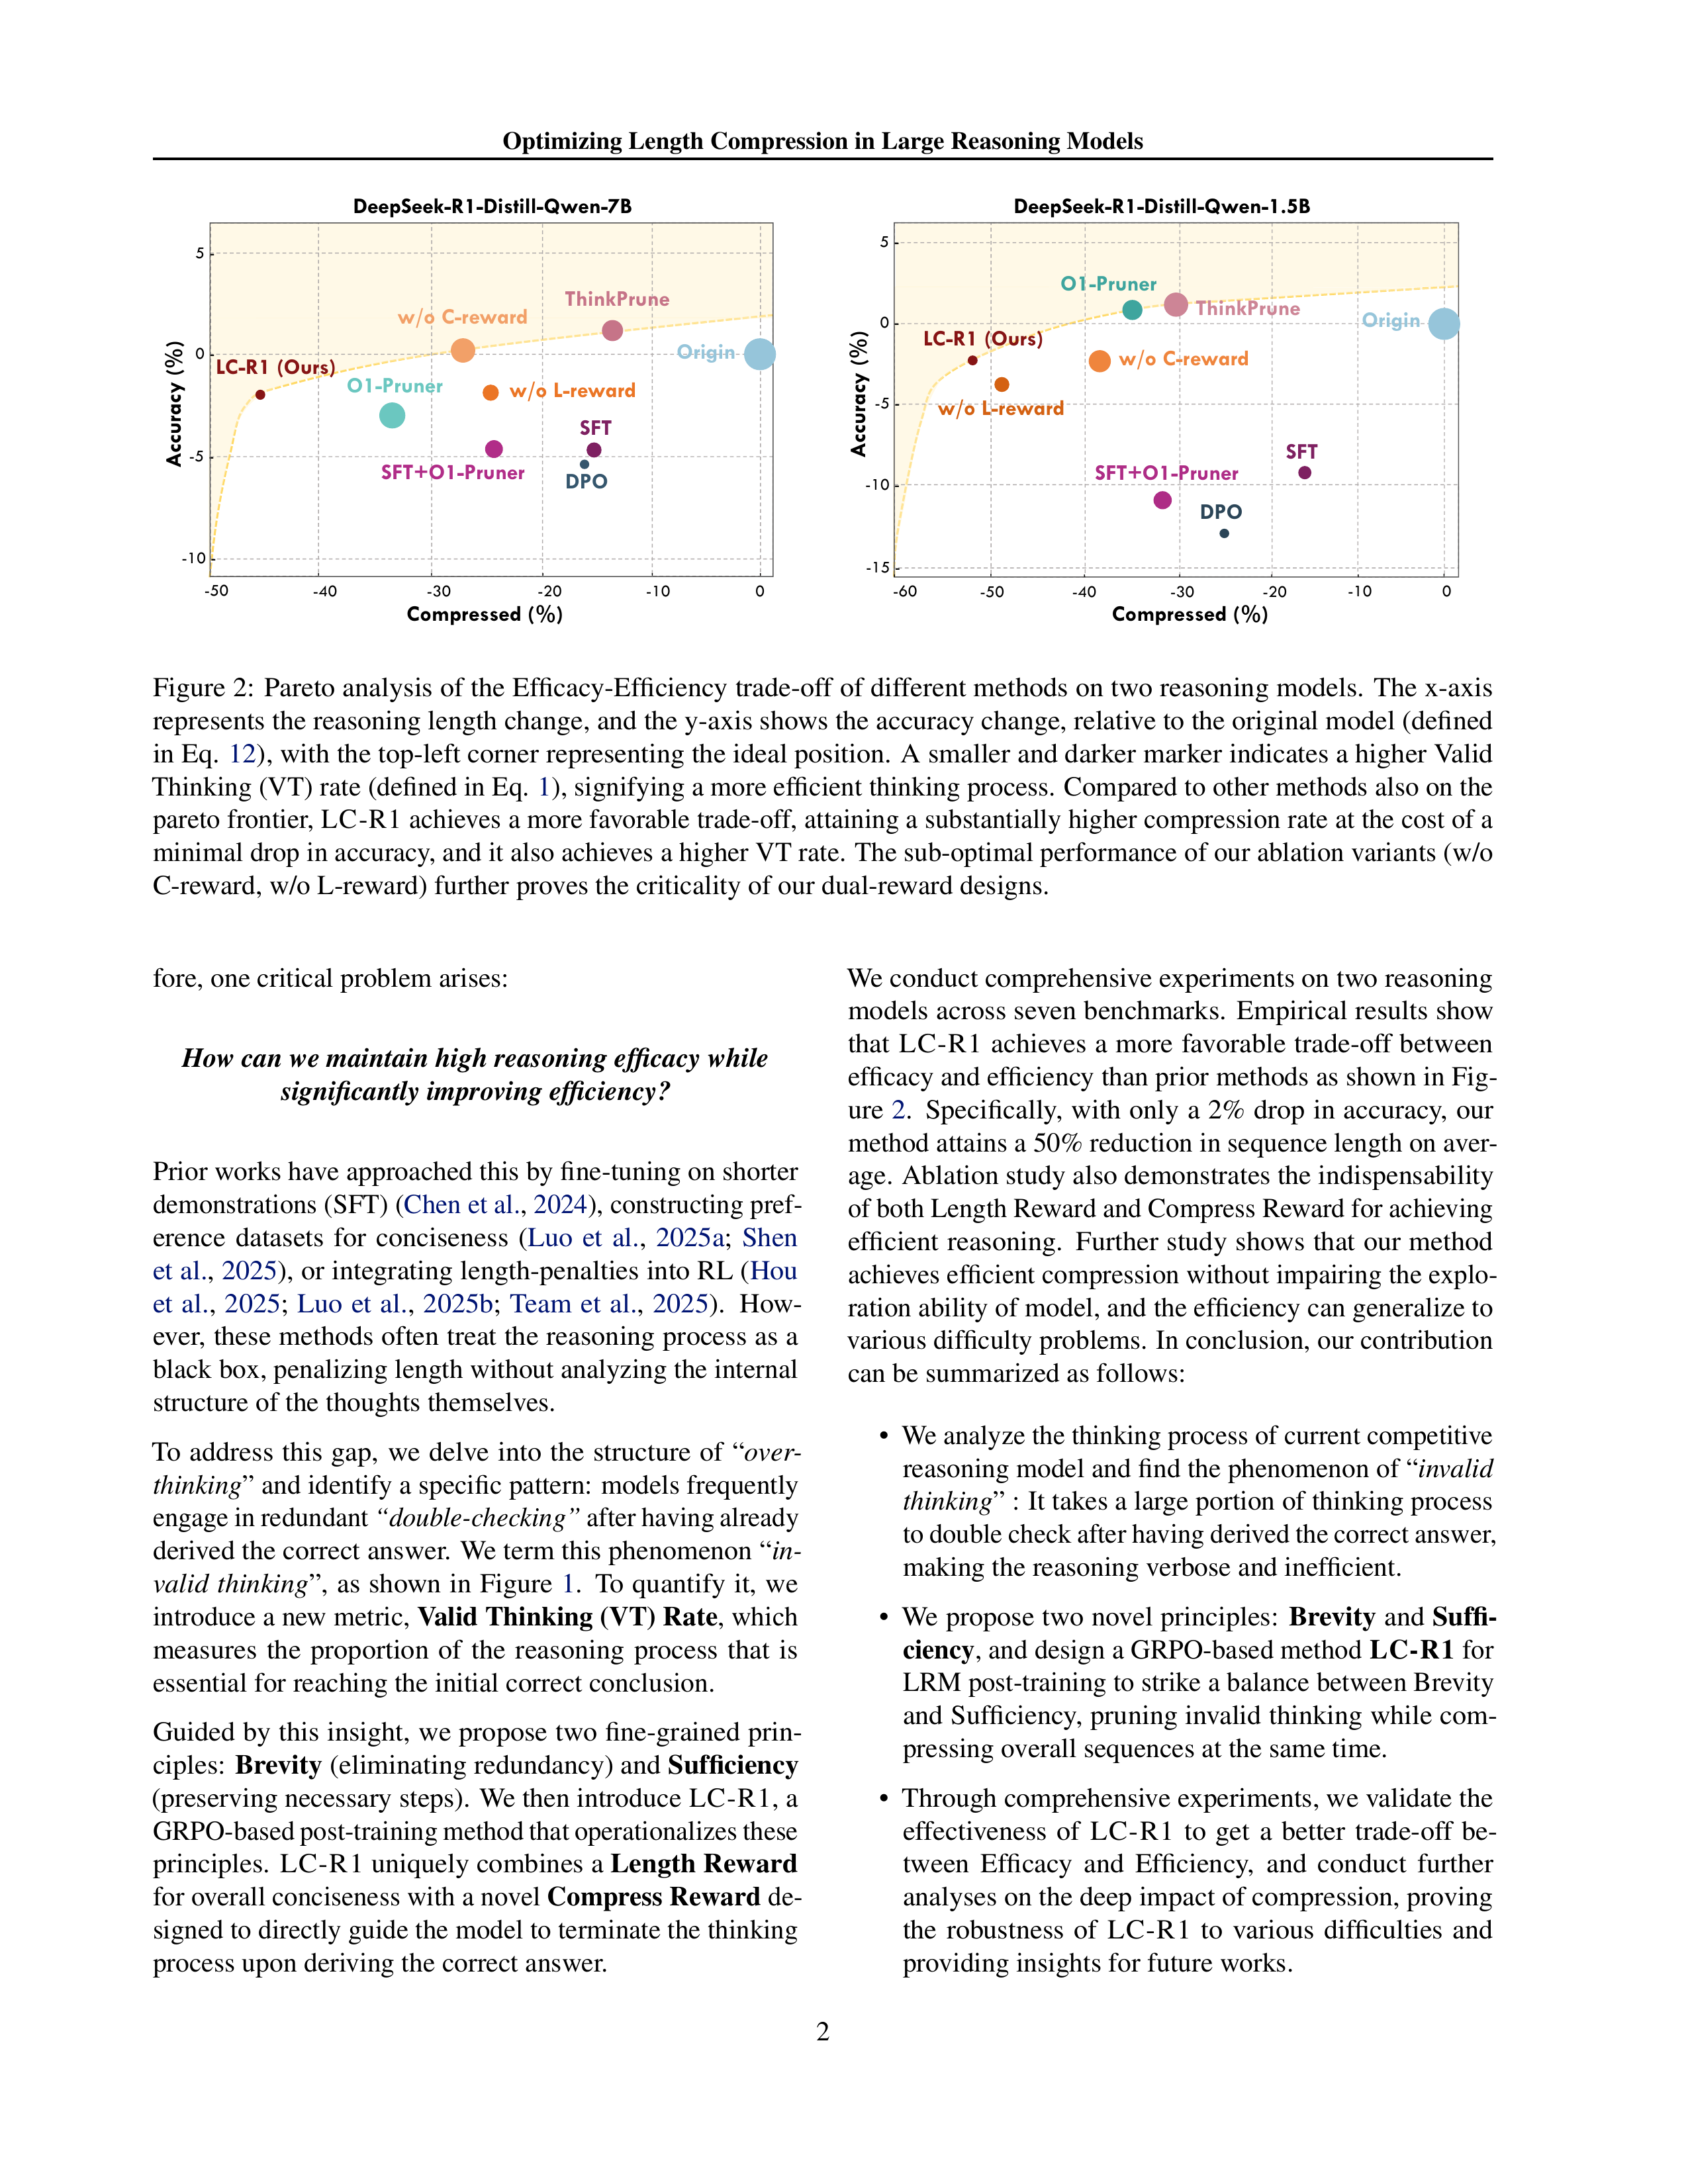 Optimizing Length Compression in Large Reasoning Models
DeepSeek-R1-Distill-Qwen-7B
5
0
-5
-10
Accuracy (%)
ThinkPrune
w/o C-reward
Origin
LC-R1 (Ours)
O1-Pruner
w/o L-reward
SFT
SFT+O1-Pruner
DPO
-50 -40 -30 -20 -10 0
Compressed (%)
DeepSeek-R1-Distill-Qwen-1.5B
5
0
-5
-10
-15
Accuracy (%)
O1-Pruner
ThinkPrune
Origin
LC-R1 (Ours)
w/o C-reward
w/o L-reward
SFT
SFT+O1-Pruner
DPO
-60 -50 -40 -30 -20 -10 0
Compressed (%)
Figure 2: Pareto analysis of the Efficacy-Efficiency trade-off of different methods on two reasoning models. The x-axis
represents the reasoning length change, and the y-axis shows the accuracy change, relative to the original model (defined
in Eq. 12), with the top-left corner representing the ideal position. A smaller and darker marker indicates a higher Valid
Thinking (VT) rate (defined in Eq. 1), signifying a more efficient thinking process. Compared to other methods also on the
pareto frontier, LC-R1 achieves a more favorable trade-off, attaining a substantially higher compression rate at the cost of a
minimal drop in accuracy, and it also achieves a higher VT rate. The sub-optimal performance of our ablation variants (w/o
C-reward, w/o L-reward) further proves the criticality of our dual-reward designs.
fore, one critical problem arises:
How can we maintain high reasoning efficacy while
significantly improving efficiency?
Prior works have approached this by fine-tuning on shorter
demonstrations (SFT) (Chen et al., 2024), constructing pref-
erence datasets for conciseness (Luo et al., 2025a; Shen
et al., 2025), or integrating length-penalties into RL (Hou
et al., 2025; Luo et al., 2025b; Team et al., 2025). How-
ever, these methods often treat the reasoning process as a
black box, penalizing length without analyzing the internal
structure of the thoughts themselves.
To address this gap, we delve into the structure of “over-
thinking” and identify a specific pattern: models frequently
engage in redundant “double-checking” after having already
derived the correct answer. We term this phenomenon “in-
valid thinking”, as shown in Figure 1. To quantify it, we
introduce a new metric, Valid Thinking (VT) Rate, which
measures the proportion of the reasoning process that is
essential for reaching the initial correct conclusion.
Guided by this insight, we propose two fine-grained prin-
ciples: Brevity (eliminating redundancy) and Sufficiency
(preserving necessary steps). We then introduce LC-R1, a
GRPO-based post-training method that operationalizes these
principles. LC-R1 uniquely combines a Length Reward
for overall conciseness with a novel Compress Reward de-
signed to directly guide the model to terminate the thinking
process upon deriving the correct answer.
We conduct comprehensive experiments on two reasoning
models across seven benchmarks. Empirical results show
that LC-R1 achieves a more favorable trade-off between
efficacy and efficiency than prior methods as shown in Fig-
ure 2. Specifically, with only a 2% drop in accuracy, our
method attains a 50% reduction in sequence length on aver-
age. Ablation study also demonstrates the indispensability
of both Length Reward and Compress Reward for achieving
efficient reasoning. Further study shows that our method
achieves efficient compression without impairing the explo-
ration ability of model, and the efficiency can generalize to
various difficulty problems. In conclusion, our contribution
can be summarized as follows:
• We analyze the thinking process of current competitive
reasoning model and find the phenomenon of “invalid
thinking” : It takes a large portion of thinking process
to double check after having derived the correct answer,
making the reasoning verbose and inefficient.
• We propose two novel principles: Brevity and Suffi-
ciency, and design a GRPO-based method LC-R1 for
LRM post-training to strike a balance between Brevity
and Sufficiency, pruning invalid thinking while com-
pressing overall sequences at the same time.
• Through comprehensive experiments, we validate the
effectiveness of LC-R1 to get a better trade-off be-
tween Efficacy and Efficiency, and conduct further
analyses on the deep impact of compression, proving
the robustness of LC-R1 to various difficulties and
providing insights for future works.
2